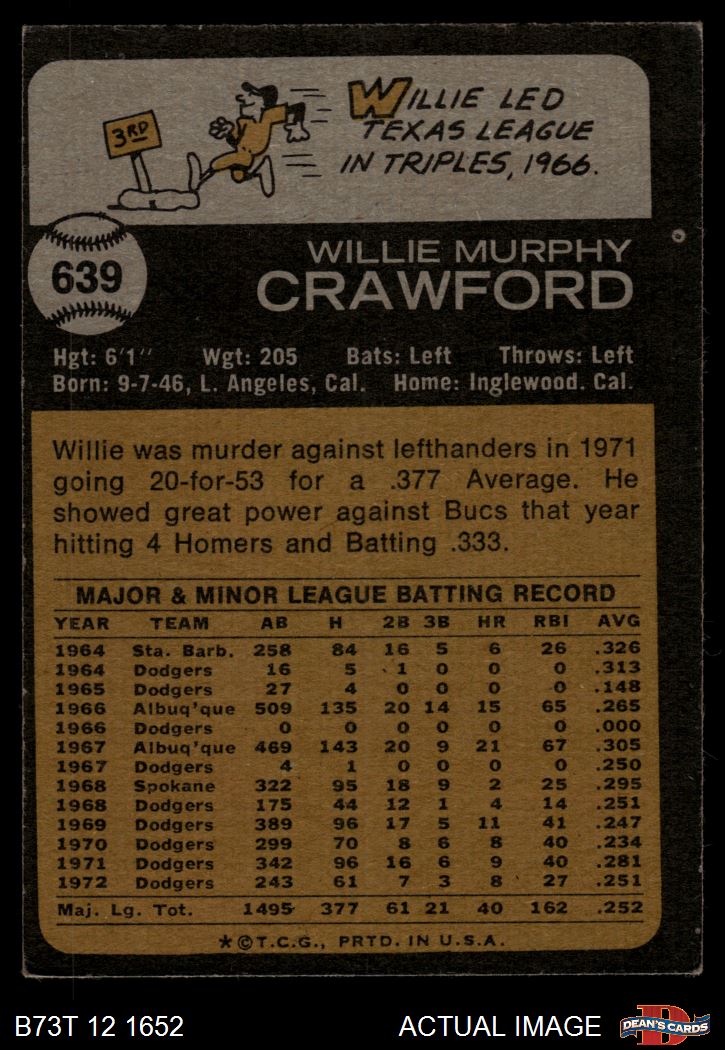 3RD
WILLIE LED
TEXAS LEAGUE
IN TRIPLES, 1966.
639
WILLIE MURPHY
CRAWFORD
Hgt: 6'1" Wgt: 205 Bats: Left Throws: Left
Born: 9-7-46, L. Angeles, Cal. Home: Inglewood. Cal.
Willie was murder against lefthanders in 1971
going 20-for-53 for a .377 Average. He
showed great power against Bucs that year
hitting 4 Homers and Batting .333.
MAJOR & MINOR LEAGUE BATTING RECORD
YEAR TEAM AB H 2B 3B HR RBI AVG
1964 Sta. Barb. 258 84 16 5 6 26 .326
1964 Dodgers 16 5 1 0 0 0 .313
1965 Dodgers 27 4 0 0 0 0 .148
1966 Albuq'que 509 135 20 14 15 65 .265
1966 Dodgers 0 0 0 0 0 0 .000
1967 Albuq'que 469 143 20 9 21 67 .305
1967 Dodgers 4 1 0 0 0 0 .250
1968 Spokane 322 95 18 9 2 25 .295
1968 Dodgers 175 44 12 1 4 14 .251
1969 Dodgers 389 96 17 5 11 41 .247
1970 Dodgers 299 70 8 6 8 40 .234
1971 Dodgers 342 96 16 6 9 40 .281
1972 Dodgers 243 61 7 3 8 27 .251
Maj. Lg. Tot. 1495 377 61 21 40 162 .252
*©T.C.G., PRTD. IN U.S.A.
B73T 12 1652 ACTUAL IMAGE D DEAN'S CARDS